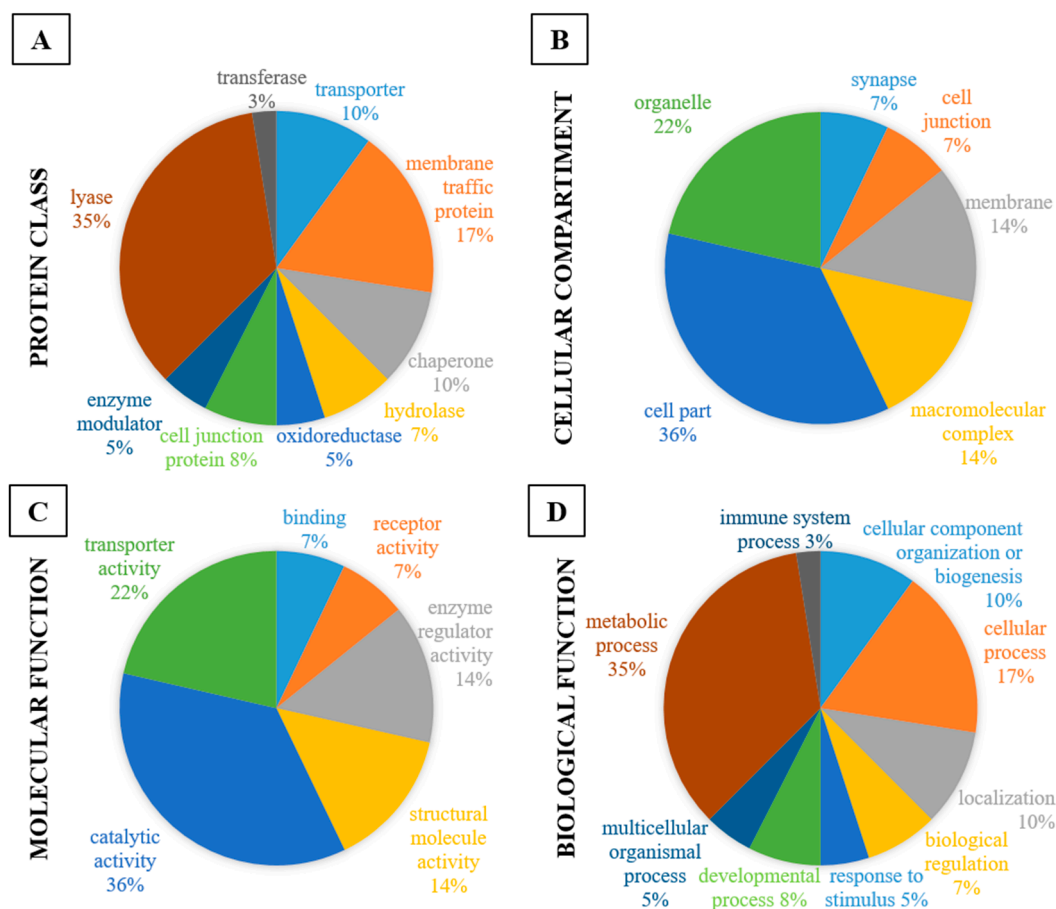 A
PROTEIN CLASS
transferase
3%
transporter
10%
membrane
traffic
protein
17%
chaperone
10%
hydrolase
7%
oxidoreductase
5%
cell junction
protein 8%
enzyme
modulator
5%
lyase
35%
B
CELLULAR COMPARTIMENT
synapse
7%
cell
junction
7%
membrane
14%
macromolecular
complex
14%
cell part
36%
organelle
22%
C
MOLECULAR FUNCTION
binding
7%
receptor
activity
7%
enzyme
regulator
activity
14%
structural
molecule
activity
14%
catalytic
activity
36%
transporter
activity
22%
D
BIOLOGICAL FUNCTION
immune system
process 3%
cellular component
organization or
biogenesis
10%
cellular
process
17%
localization
10%
biological
regulation
7%
response to
stimulus 5%
developmental
process 8%
multicellular
organismal
process
5%
metabolic
process
35%